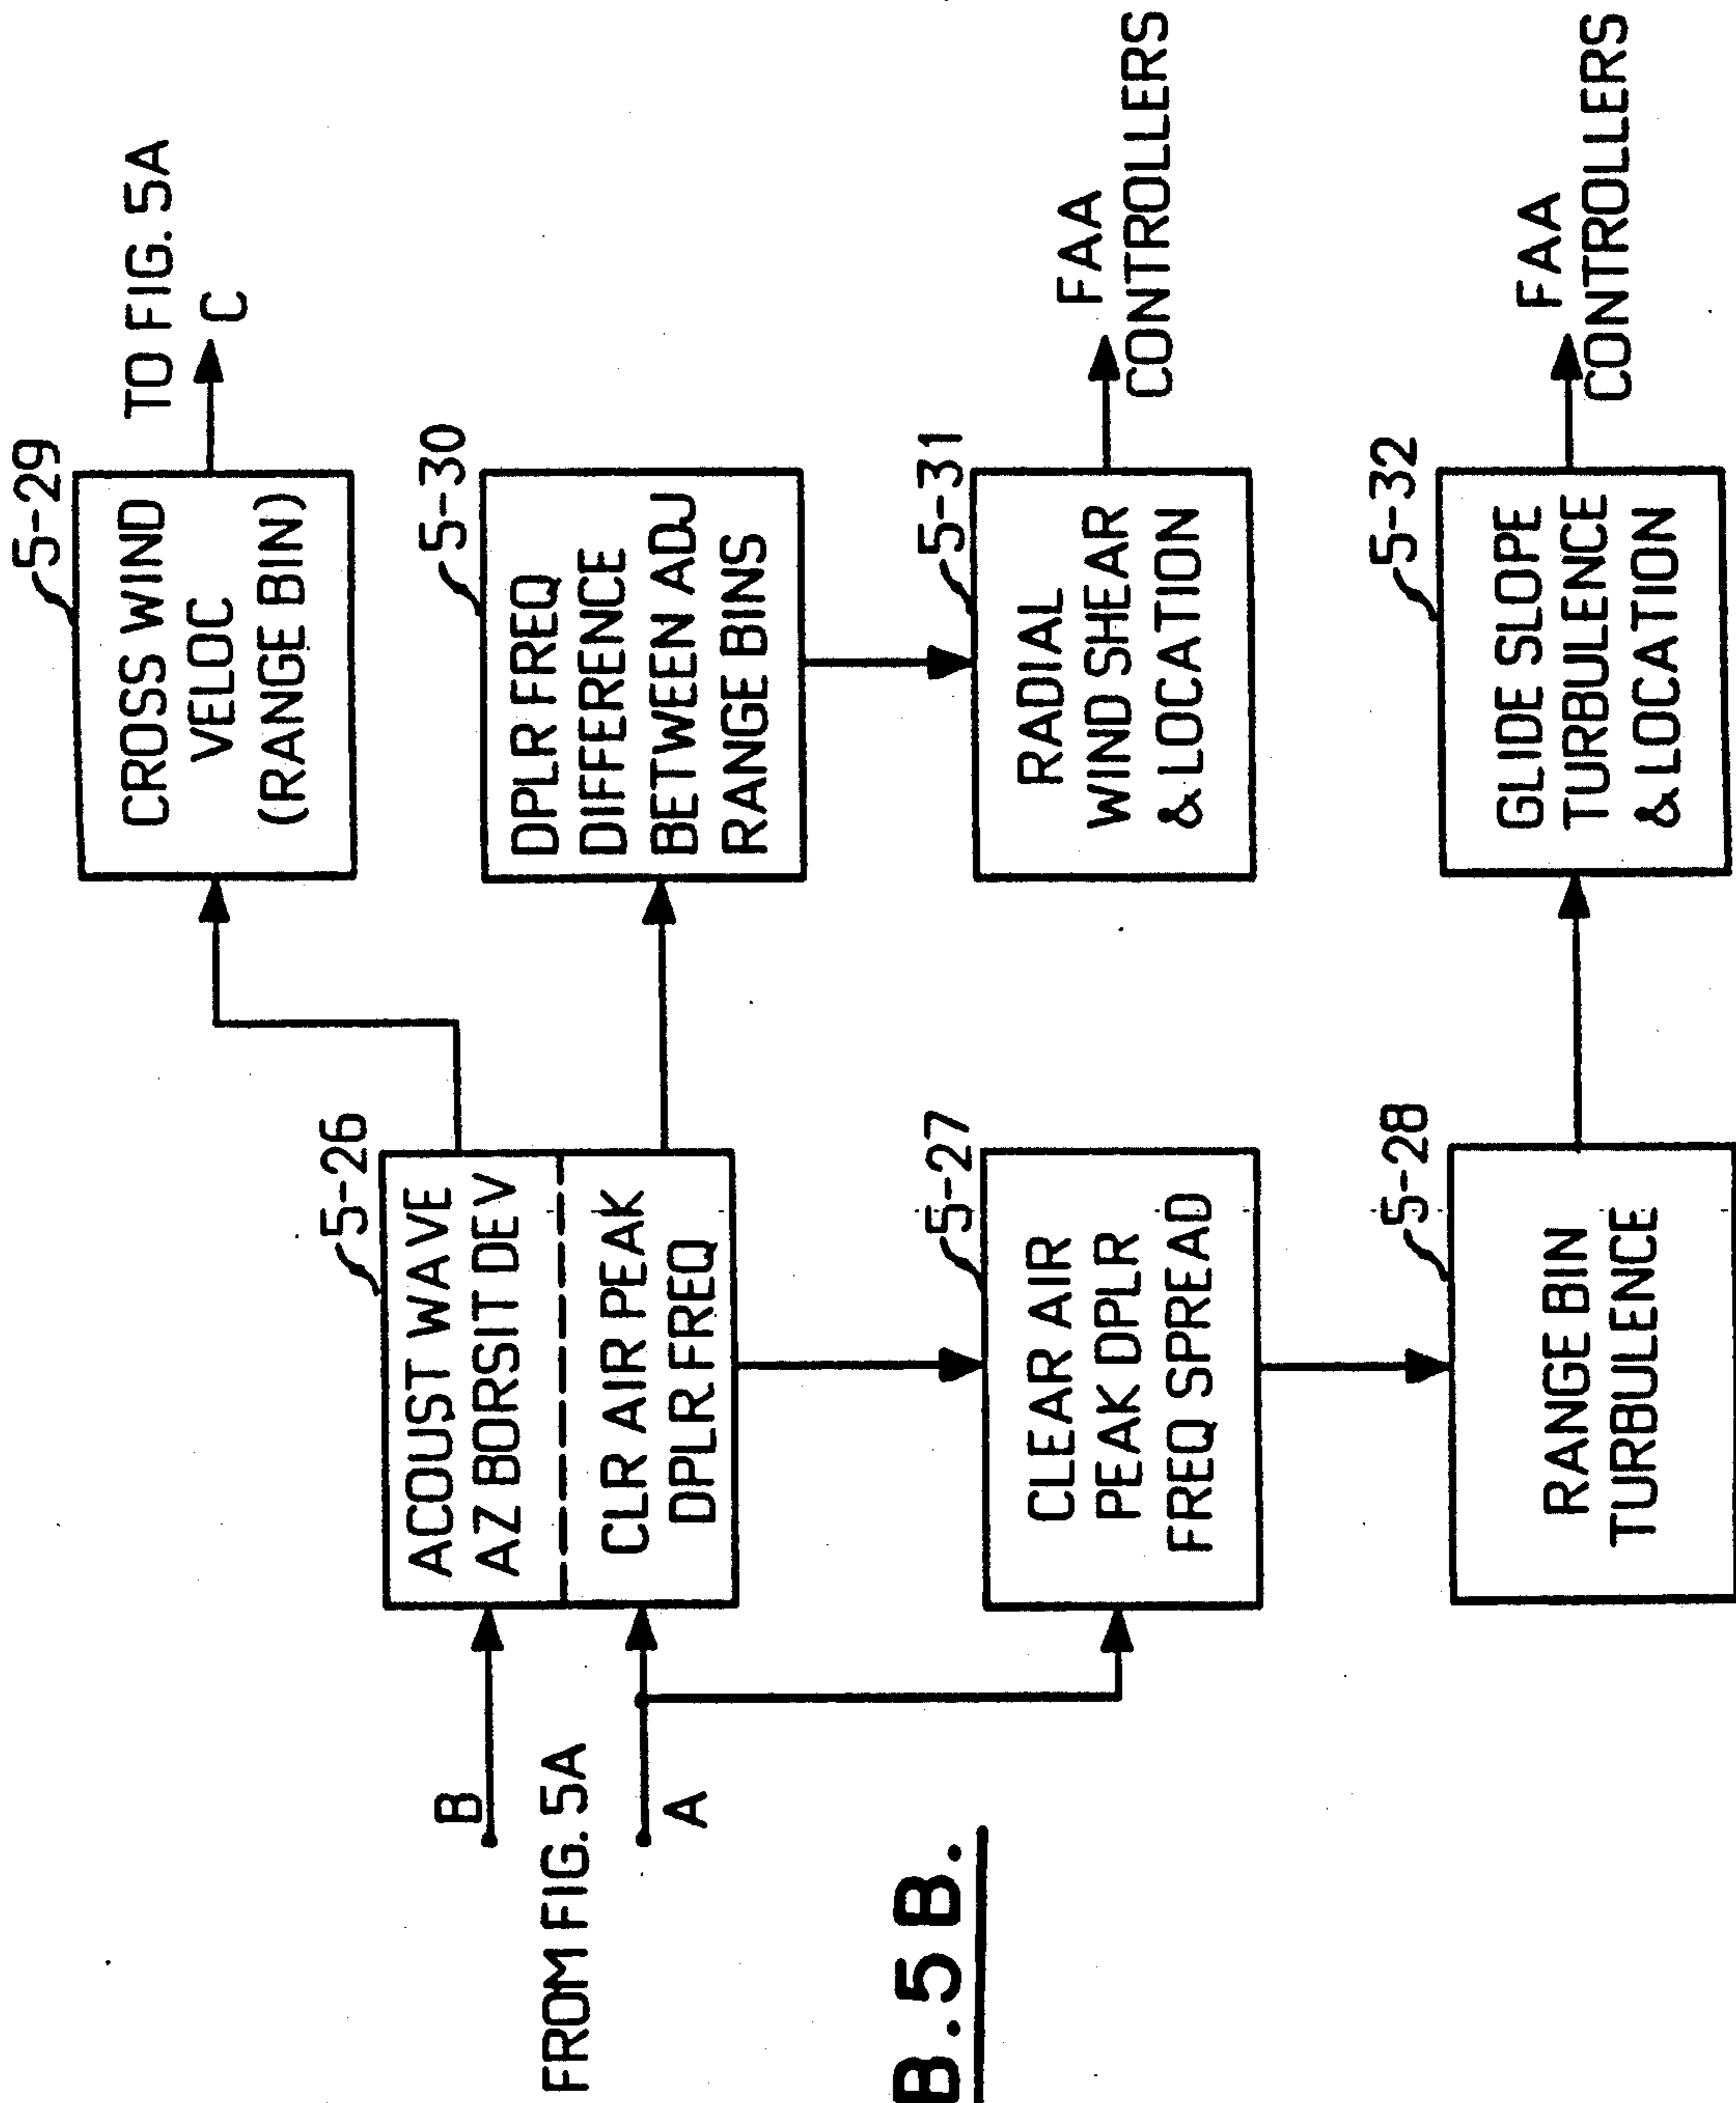 5-29
CROSS WIND
VELOC
(RANGE BIN)
TO FIG. 5A
C
5-26
ACOUST WAVE
AZ BORSIT DEV
CLR AIR PEAK
DPLR FREQ
B
FROM FIG. 5A
A
5-30
DPLR FREQ
DIFFERENCE
BETWEEN ADJ
RANGE BINS
5-27
CLEAR AIR
PEAK DPLR
FREQ SPREAD
5-31
RADIAL
WIND SHEAR
& LOCATION
FAA
CONTROLLERS
5-28
RANGE BIN
TURBULENCE
5-32
GLIDE SLOPE
TURBULENCE
& LOCATION
FAA
CONTROLLERS
B.5B.